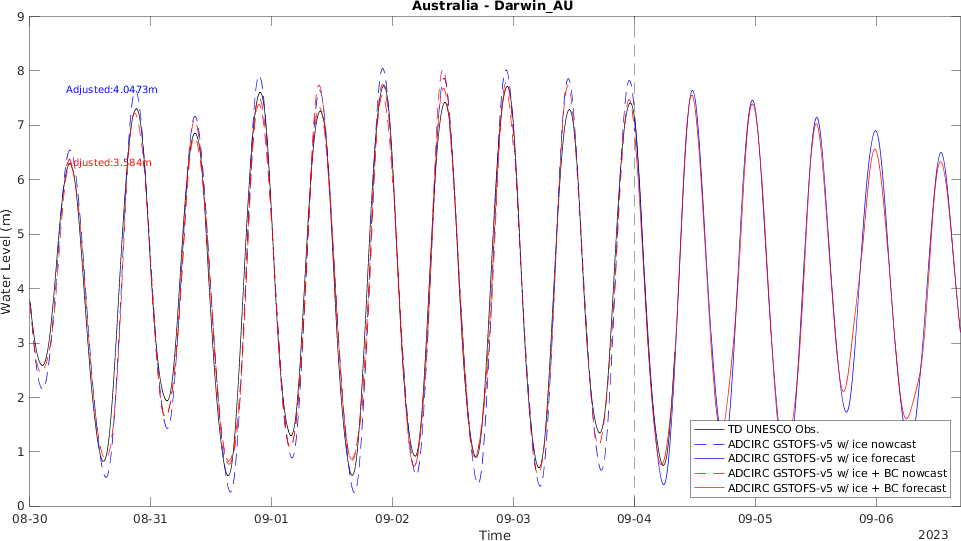 Australia - Darwin_AU
9
8
7
6
5
4
3
2
1
0
Water Level (m)
Adjusted:4.0473m
Adjusted:3.584m
TD UNESCO Obs.
ADCIRC GSTOFS-v5 w/ ice nowcast
ADCIRC GSTOFS-v5 w/ ice forecast
ADCIRC GSTOFS-v5 w/ ice + BC nowcast
ADCIRC GSTOFS-v5 w/ ice + BC forecast
08-30 08-31 09-01 09-02 09-03 09-04 09-05 09-06
Time
2023